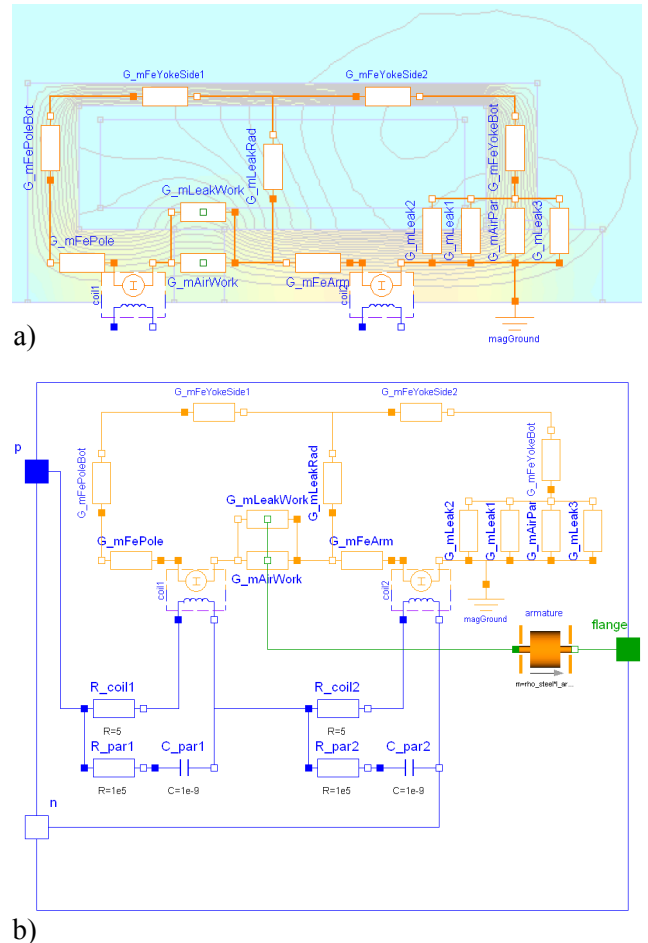 G_mFeYokeSide1
G_mFeYokeSide2
G_mFePoleBot
G_mLeakRad
G_mFeYokeBot
G_mLeakWork
G_mLeak2
G_mLeak1
G_mAirPar
G_mLeak3
G_mFePole
G_mAirWork
G_mFeArm
I
I
coil1
coil2
magGround
a)
G_mFeYokeSide1
G_mFeYokeSide2
p
G_mFePoleBot
G_mLeakRad
G_mFeYokeBot
G_mLeakWork
G_mLeak2
G_mLeak1
G_mAirPar
G_mLeak3
G_mFePole
G_mFeArm
G_mAirWork
I
I
coil1
coil2
magGround
armature
flange
m=rho_steel*l_ar...
R_coil1
R_coil2
R=5
R=5
R_par1
C_par1
R_par2
C_par2
R=1e5
C=1e-9
R=1e5
C=1e-9
n
b)